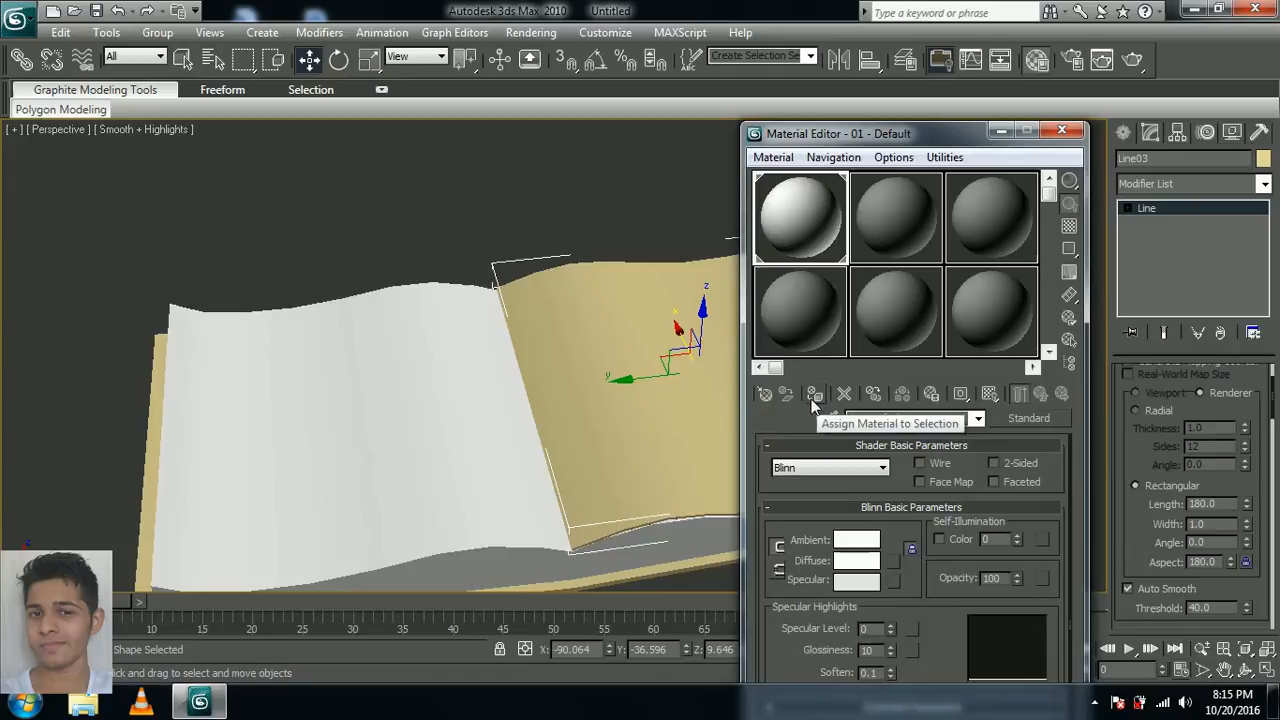 Autodesk 3ds Max 2010 Untitled
Type a keyword or phrase
Edit Tools Group Views Create Modifiers Animation Graph Editors Rendering Customize MAXScript Help
All View Create Selection Se
Graphite Modeling Tools Freeform Selection
Polygon Modeling
[ + ] [ Perspective ] [ Smooth + Highlights ]
Material Editor - 01 - Default
Material Navigation Options Utilities
Line03
Modifier List
Line
z
x
y
Assign Material to Selection
Standard
Shader Basic Parameters
Blinn
Wire 2-Sided
Face Map Faceted
Blinn Basic Parameters
Self-Illumination
Ambient:
Color 0
Diffuse:
Specular:
Opacity: 100
Specular Highlights
Specular Level: 0
Glossiness: 10
Soften: 0.1
Real-World Map Size
Viewport Renderer
Radial
Thickness: 1.0
Sides: 12
Angle: 0.0
Rectangular
Length: 180.0
Width: 1.0
Angle: 0.0
Aspect: 180.0
Auto Smooth
Threshold: 40.0
10 15 20 25 30 35 40 45 50 55 60 65
Shape Selected X: -90.064 Y: -36.596 Z: 9.646
click and drag to select and move objects
0
8:15 PM
10/20/2016